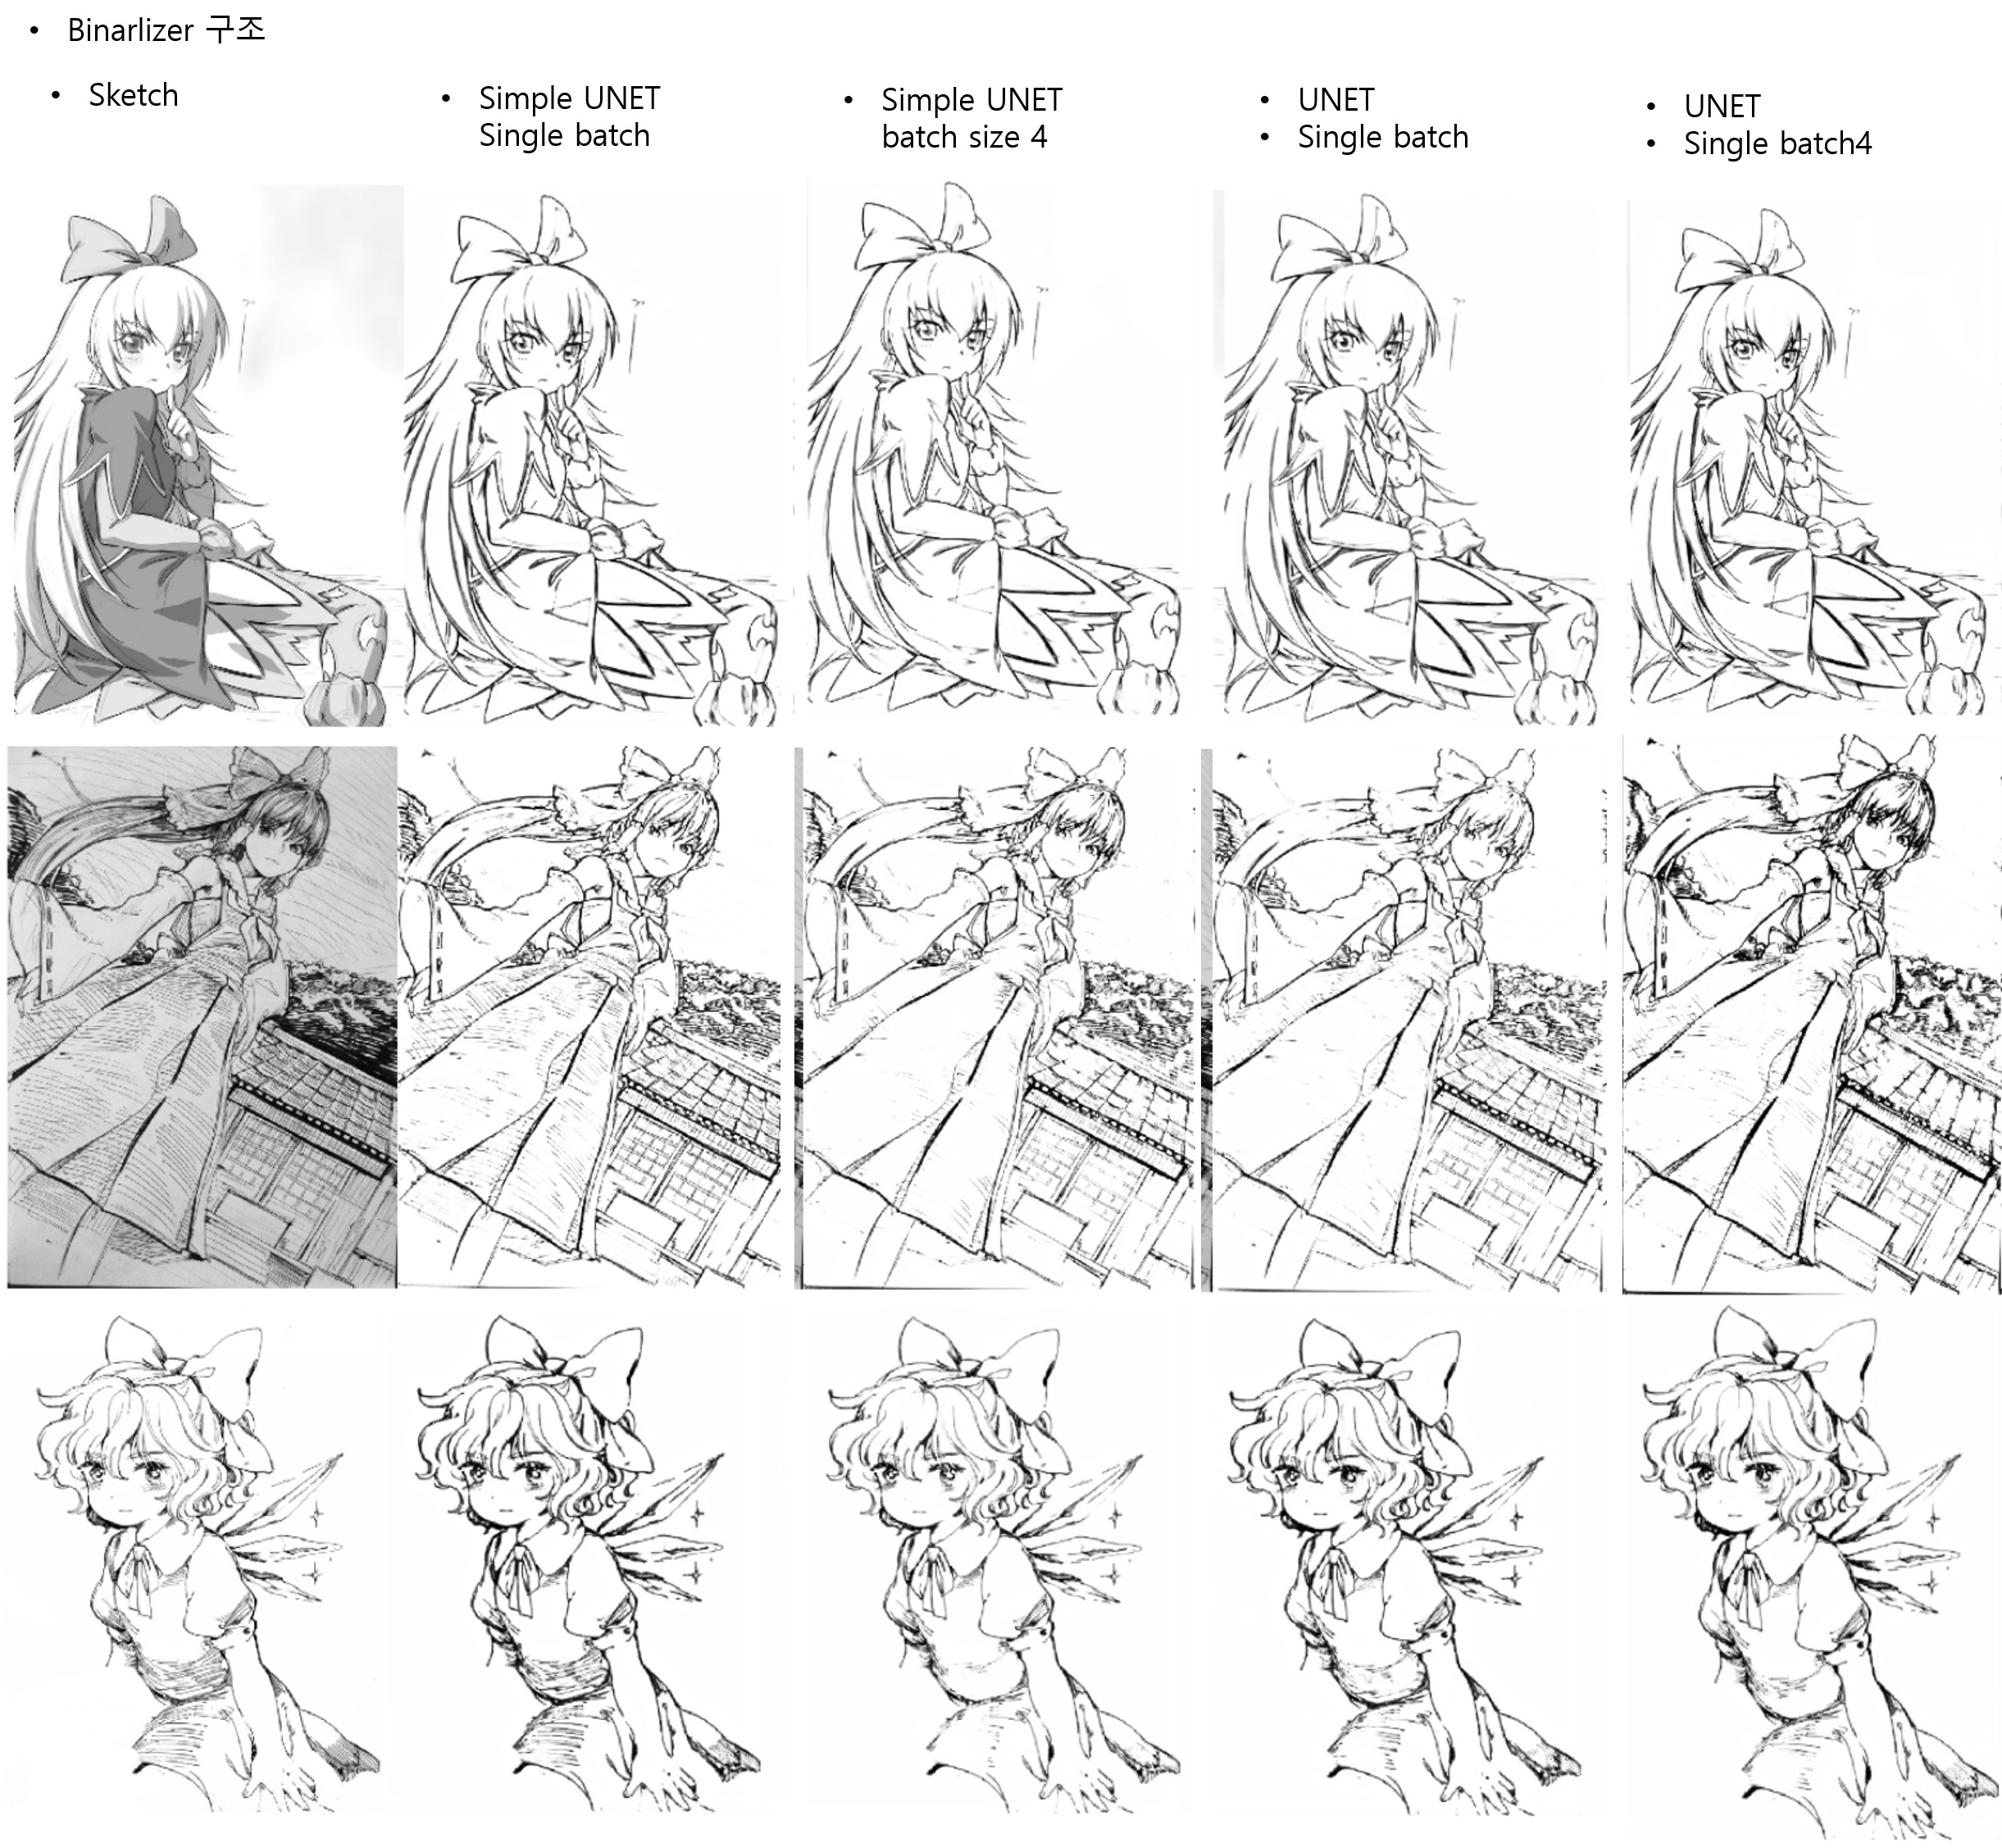 • Binarlizer 구조
• Sketch
• Simple UNET
Single batch
• Simple UNET
batch size 4
• UNET
• Single batch
• UNET
• Single batch4